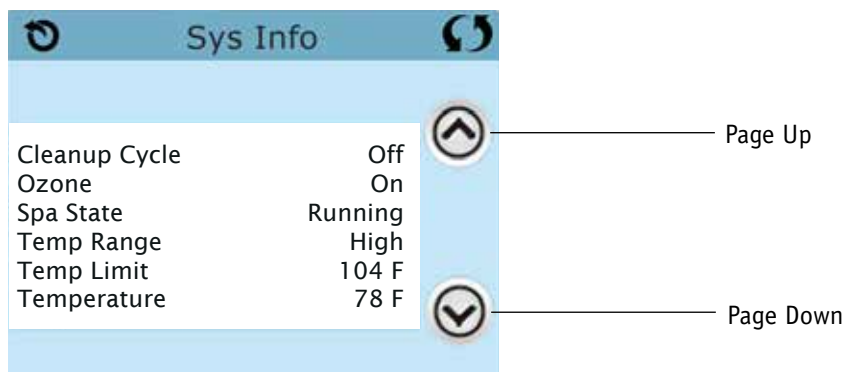 Sys Info
Cleanup Cycle Off
Ozone On
Spa State Running
Temp Range High
Temp Limit 104 F
Temperature 78 F
Page Up
Page Down